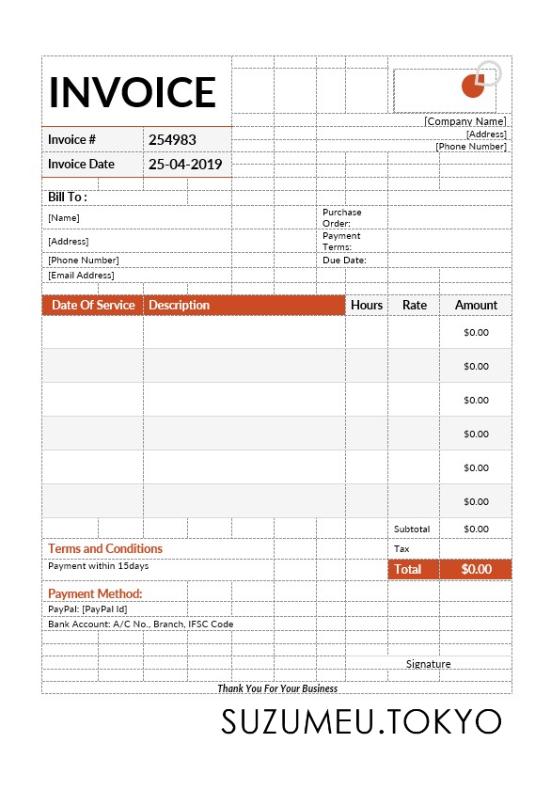 INVOICE
[Company Name]
[Address]
[Phone Number]
Invoice # 254983
Invoice Date 25-04-2019
Bill To :
[Name]
Purchase
Order:
[Address]
Payment
Terms:
[Phone Number] Due Date:
[Email Address]
Date Of Service Description Hours Rate Amount
$0.00
$0.00
$0.00
$0.00
$0.00
$0.00
Subtotal $0.00
Terms and Conditions Tax
Payment within 15days Total $0.00
Payment Method:
PayPal: [PayPal Id]
Bank Account: A/C No., Branch, IFSC Code
Signature
Thank You For Your Business
SUZUMEU.TOKYO